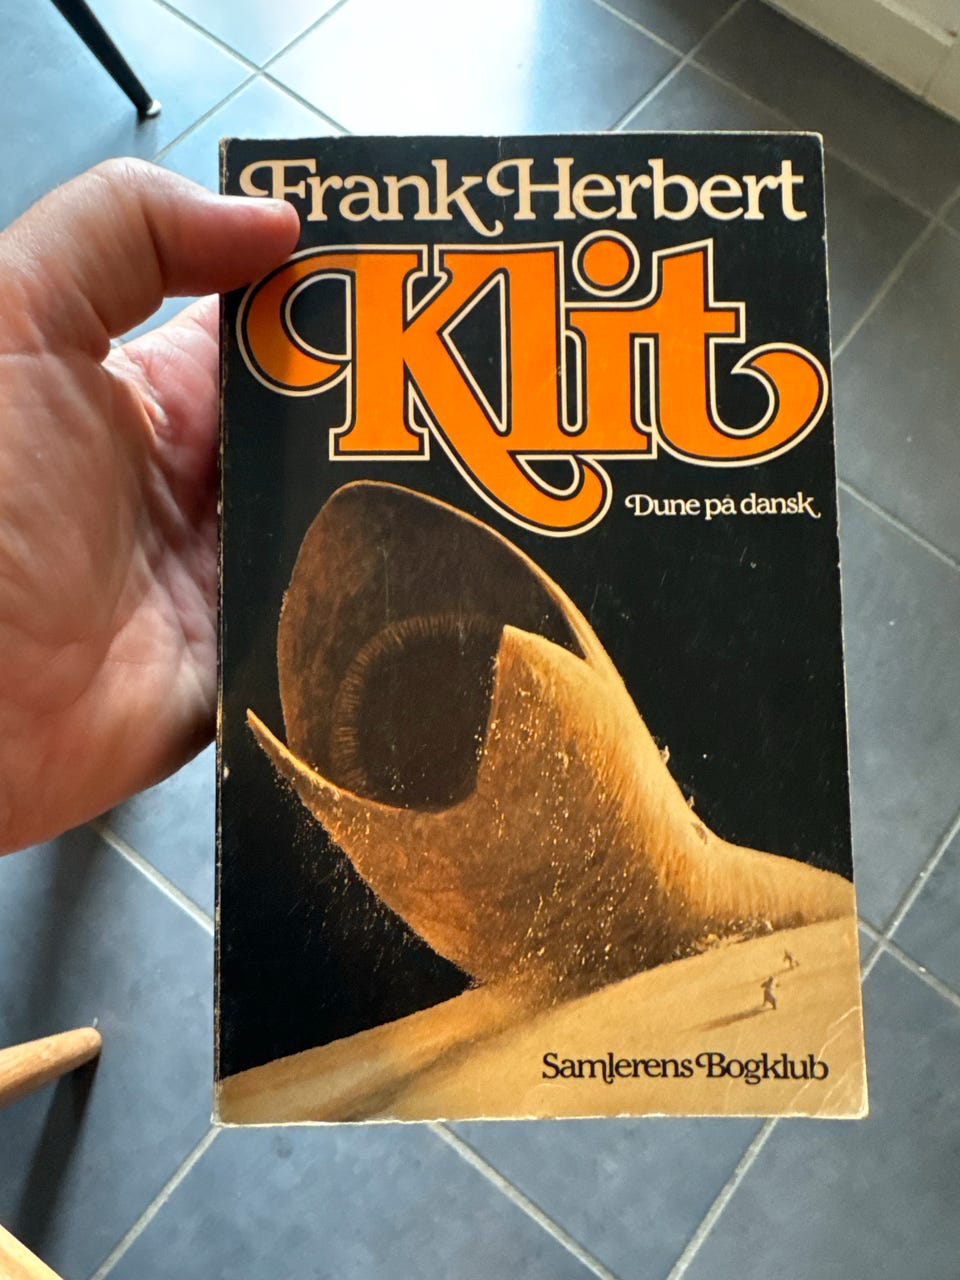 Frank Herbert
Klit
Dune på dansk
Samlerens Bogklub